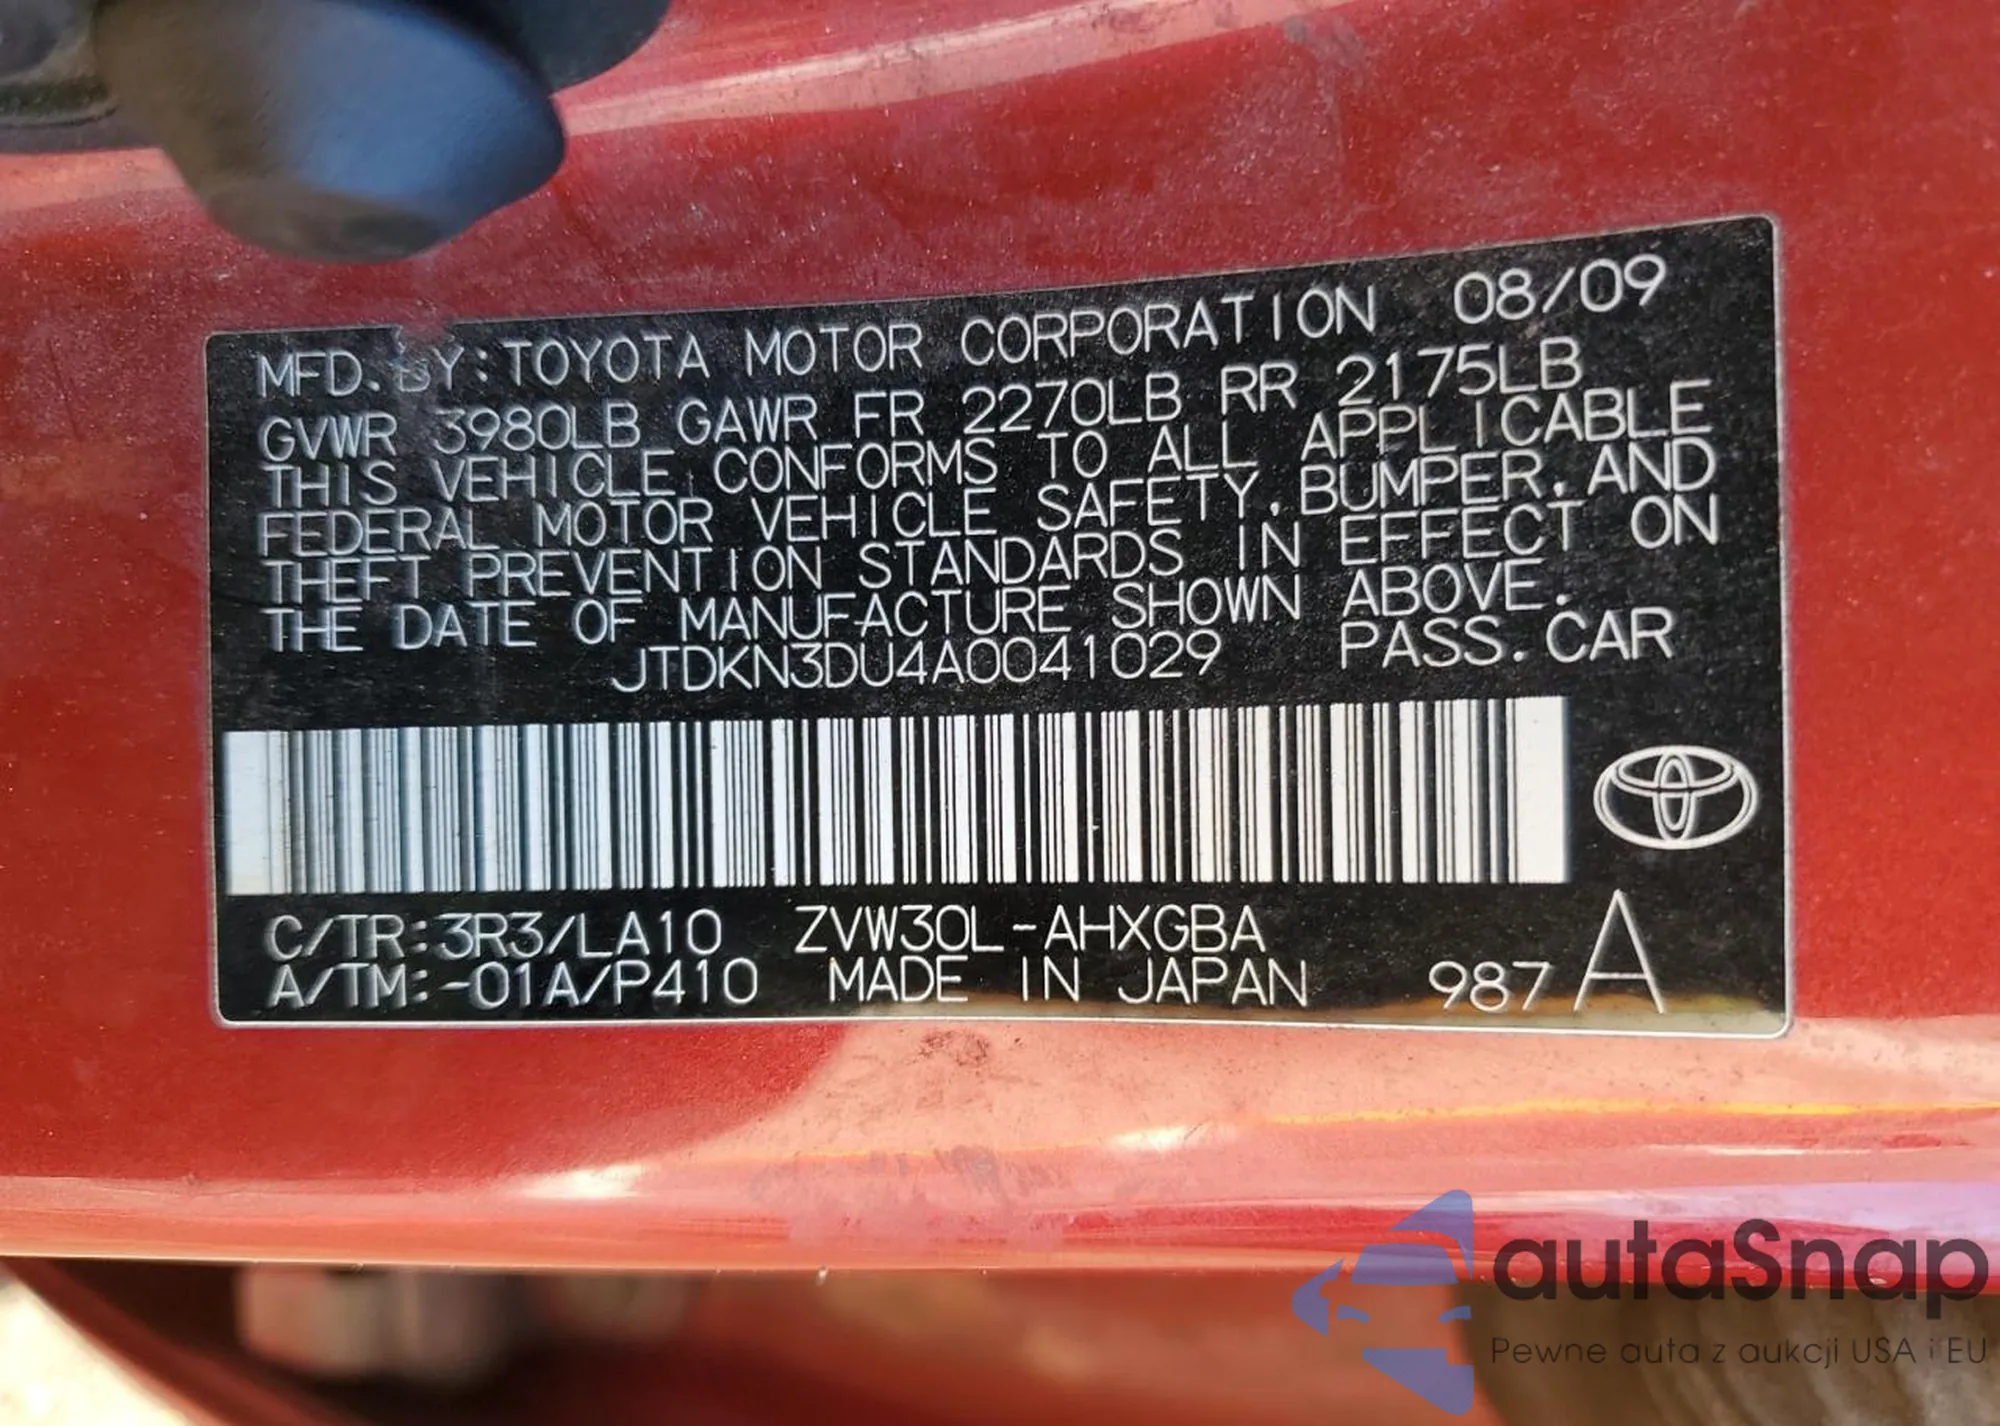 MFD. BY: TOYOTA MOTOR CORPORATION 08/09
GVWR 3980LB GAWR FR 2270LB RR 2175LB
THIS VEHICLE CONFORMS TO ALL APPLICABLE
FEDERAL MOTOR VEHICLE SAFETY, BUMPER, AND
THEFT PREVENTION STANDARDS IN EFFECT ON
THE DATE OF MANUFACTURE SHOWN ABOVE.
JTDKN3DU4A0041029 PASS. CAR
C/TR:3R3/LA10 ZVW30L-AHXGBA
A/TM:-01A/P410 MADE IN JAPAN 987 A
autaSnap
Pewne auta z aukcji USA i EU